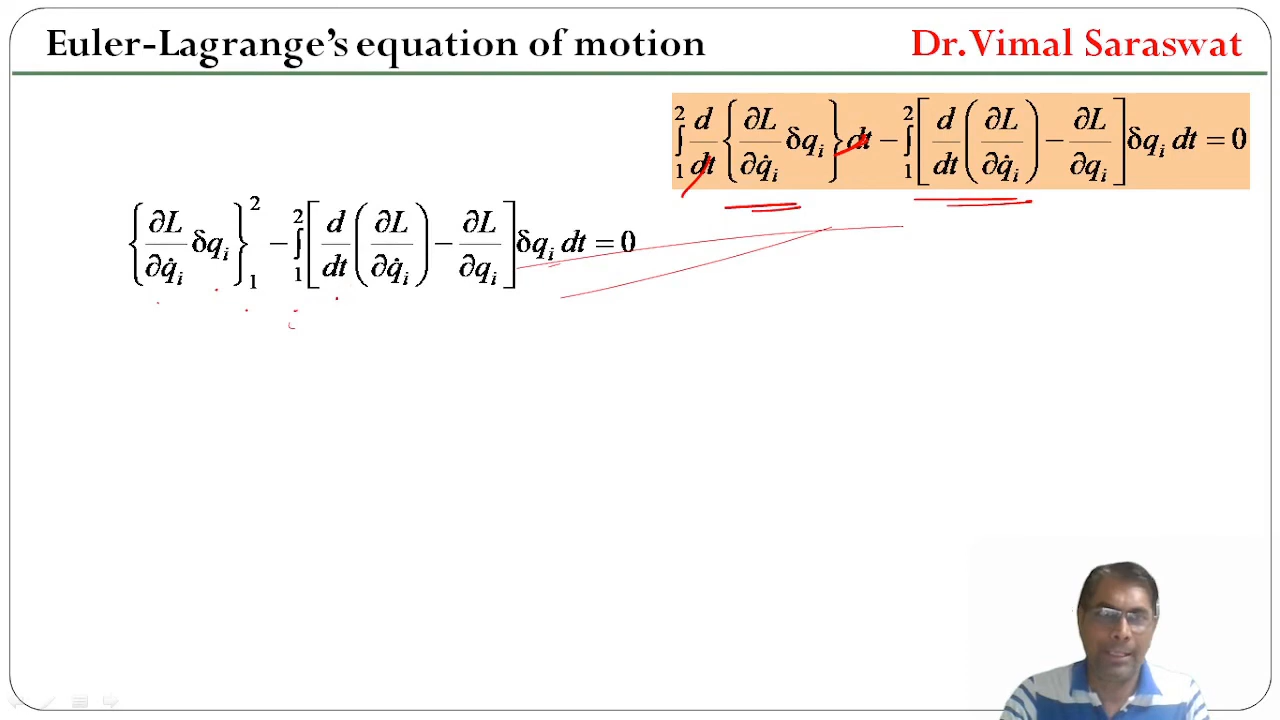 Euler-Lagrange's equation of motion Dr.Vimal Saraswat
∫₁² d/dt {∂L/∂q̇ᵢ δqᵢ} dt − ∫₁² [d/dt (∂L/∂q̇ᵢ) − ∂L/∂qᵢ] δqᵢ dt = 0
{∂L/∂q̇ᵢ δqᵢ}₁² − ∫₁² [d/dt (∂L/∂q̇ᵢ) − ∂L/∂qᵢ] δqᵢ dt = 0